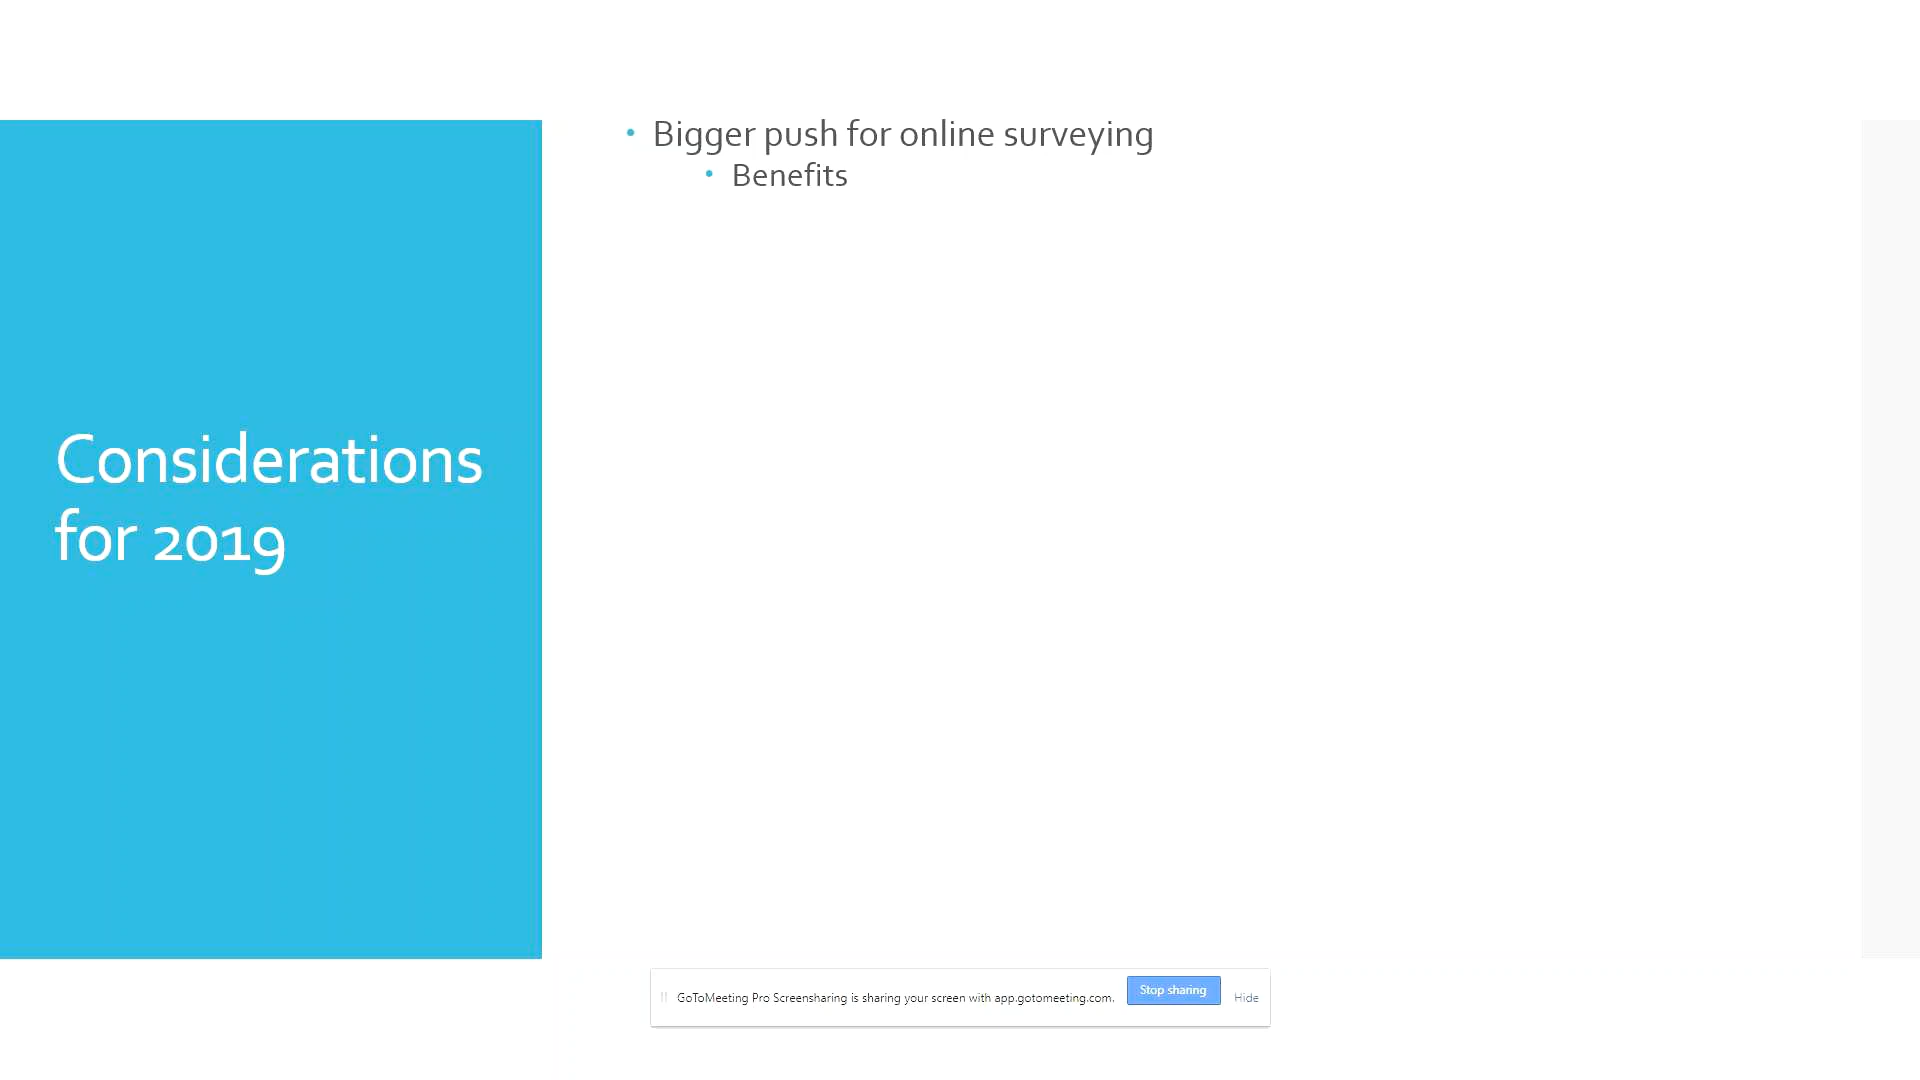 Considerations
for 2019
• Bigger push for online surveying
• Benefits
GoToMeeting Pro Screensharing is sharing your screen with app.gotomeeting.com.
Stop sharing
Hide